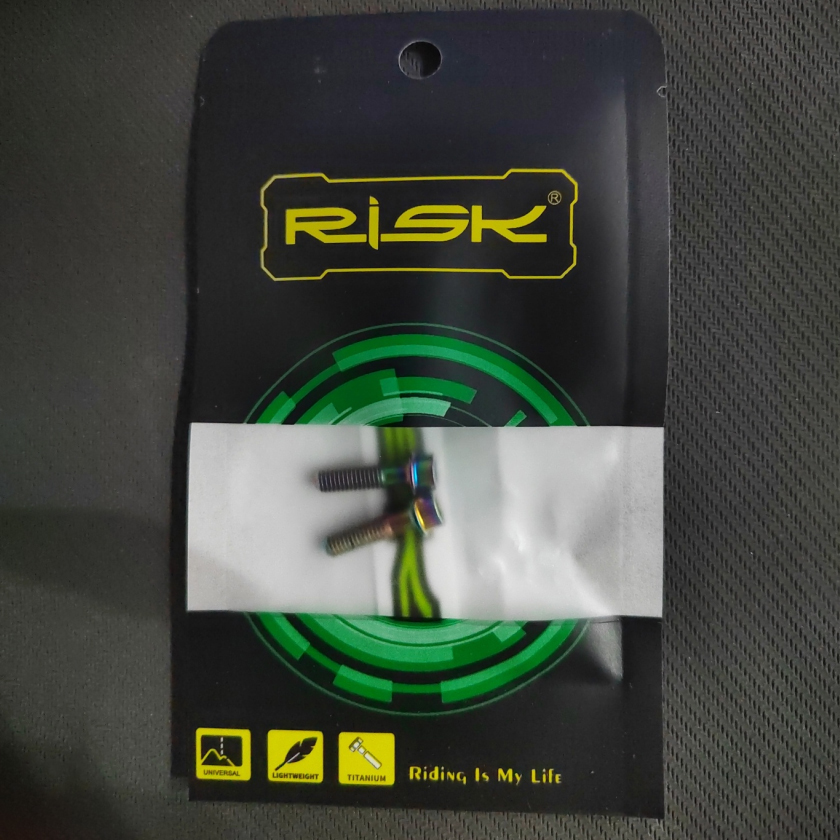 RiSK®
UNIVERSAL
LIGHTWEIGHT
TITANIUM
Riding Is My Life